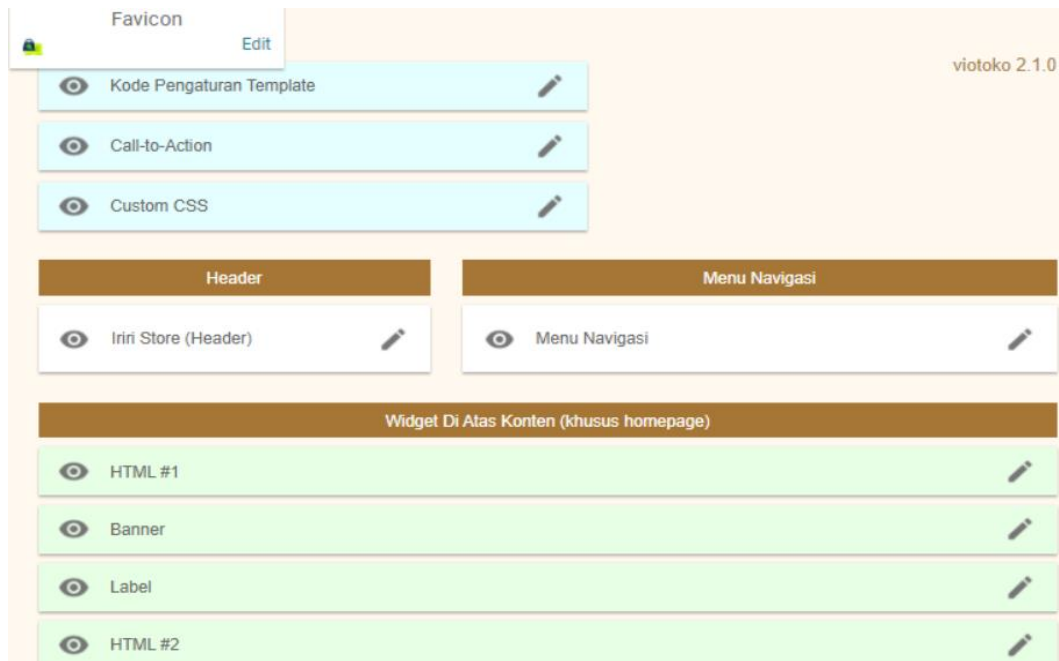 Favicon
Edit
viotoko 2.1.0
Kode Pengaturan Template
Call-to-Action
Custom CSS
Header
Iriri Store (Header)
Menu Navigasi
Menu Navigasi
Widget Di Atas Konten (khusus homepage)
HTML #1
Banner
Label
HTML #2